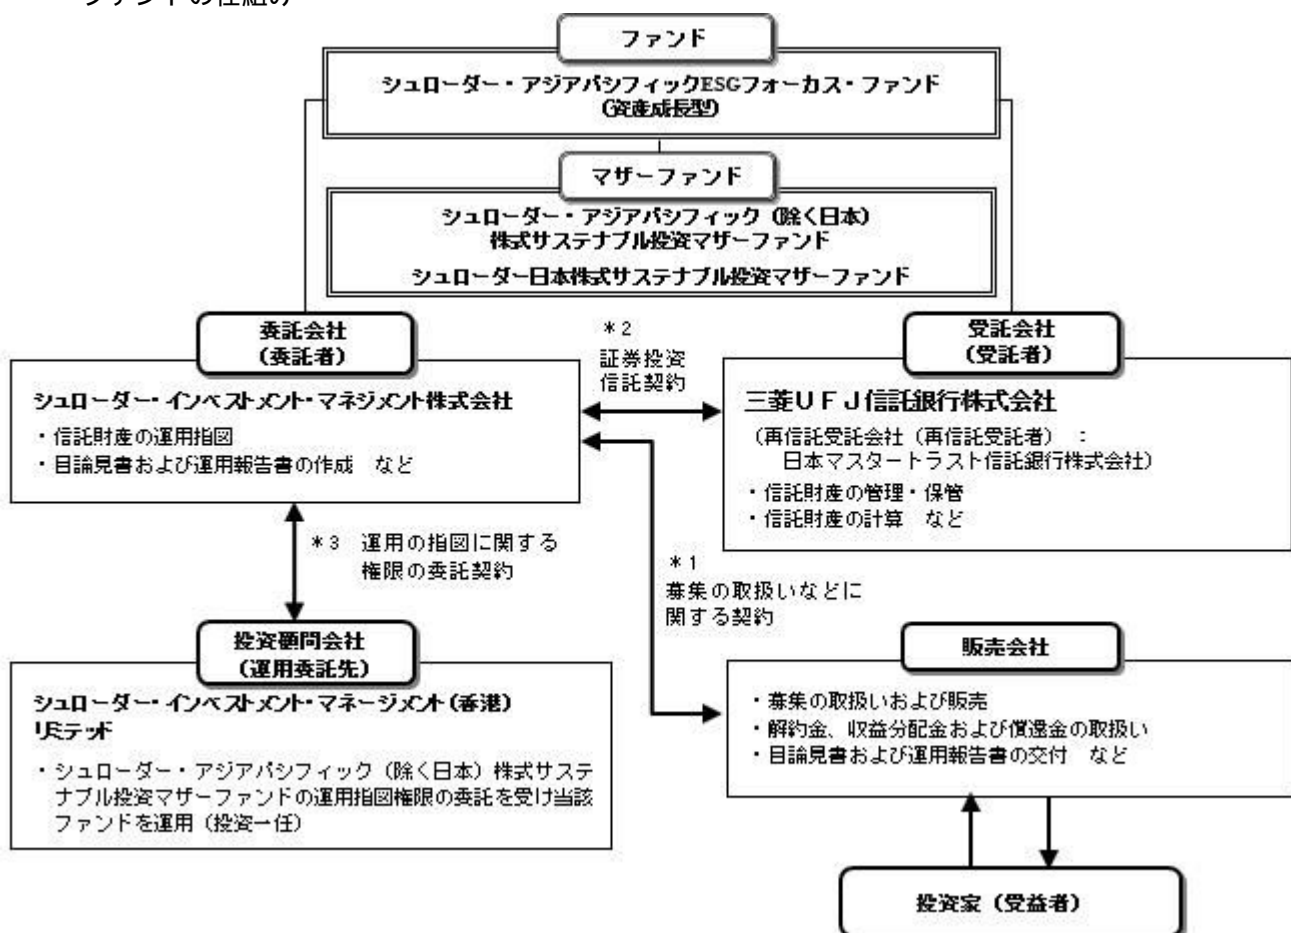 ファンドの仕組み
ファンド
シュローダー・アジアパシフィックESGフォーカス・ファンド
(資産成長型)
マザーファンド
シュローダー・アジアパシフィック（除く日本）
株式サステナブル投資マザーファンド
シュローダー日本株式サステナブル投資マザーファンド
委託会社
(委託者)
シュローダー・インベストメント・マネジメント株式会社
・信託財産の運用指図
・目論見書および運用報告書の作成　など
＊2
証券投資
信託契約
受託会社
(受託者)
三菱ＵＦＪ信託銀行株式会社
（再信託受託会社（再信託受託者）：
日本マスタートラスト信託銀行株式会社）
・信託財産の管理・保管
・信託財産の計算　など
＊3　運用の指図に関する
権限の委託契約
＊1
募集の取扱いなどに
関する契約
投資顧問会社
(運用委託先)
シュローダー・インベストメント・マネージメント(香港)
リミテッド
・シュローダー・アジアパシフィック（除く日本）株式サステ
ナブル投資マザーファンドの運用指図権限の委託を受け当該
ファンドを運用（投資一任）
販売会社
・募集の取扱いおよび販売
・解約金、収益分配金および償還金の取扱い
・目論見書および運用報告書の交付　など
投資家（受益者）